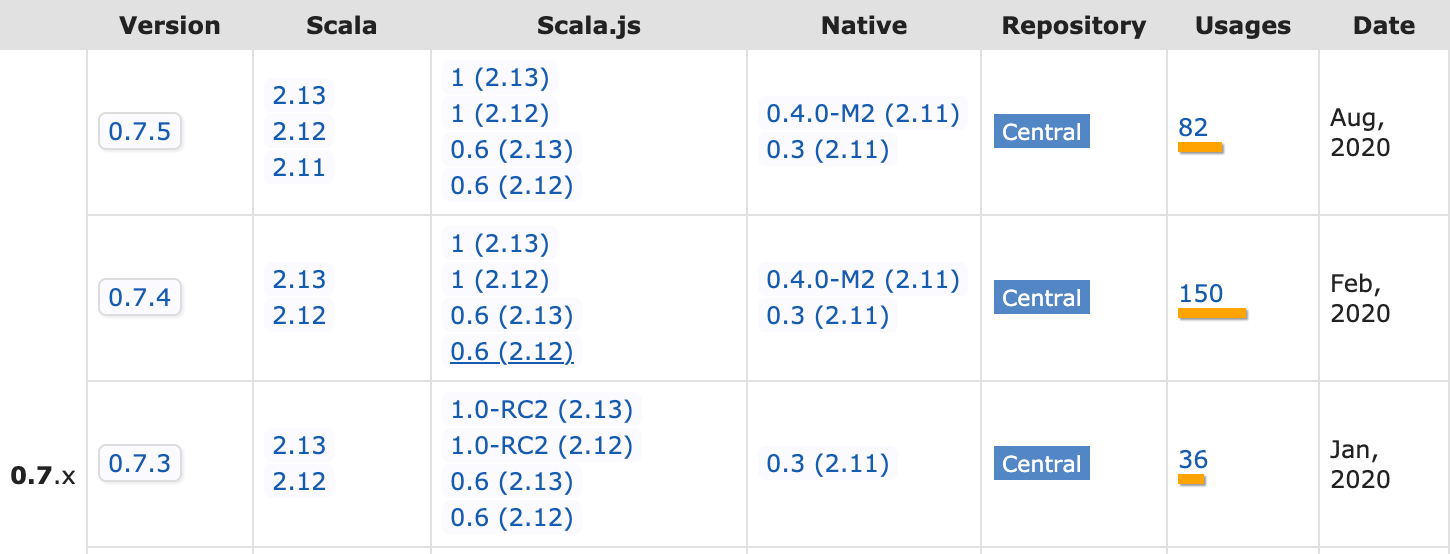 Version Scala Scala.js Native Repository Usages Date
0.7.x
0.7.5
2.13
2.12
2.11
1 (2.13)
1 (2.12)
0.6 (2.13)
0.6 (2.12)
0.4.0-M2 (2.11)
0.3 (2.11)
Central
82
Aug,
2020
0.7.4
2.13
2.12
1 (2.13)
1 (2.12)
0.6 (2.13)
0.6 (2.12)
0.4.0-M2 (2.11)
0.3 (2.11)
Central
150
Feb,
2020
0.7.3
2.13
2.12
1.0-RC2 (2.13)
1.0-RC2 (2.12)
0.6 (2.13)
0.6 (2.12)
0.3 (2.11)
Central
36
Jan,
2020